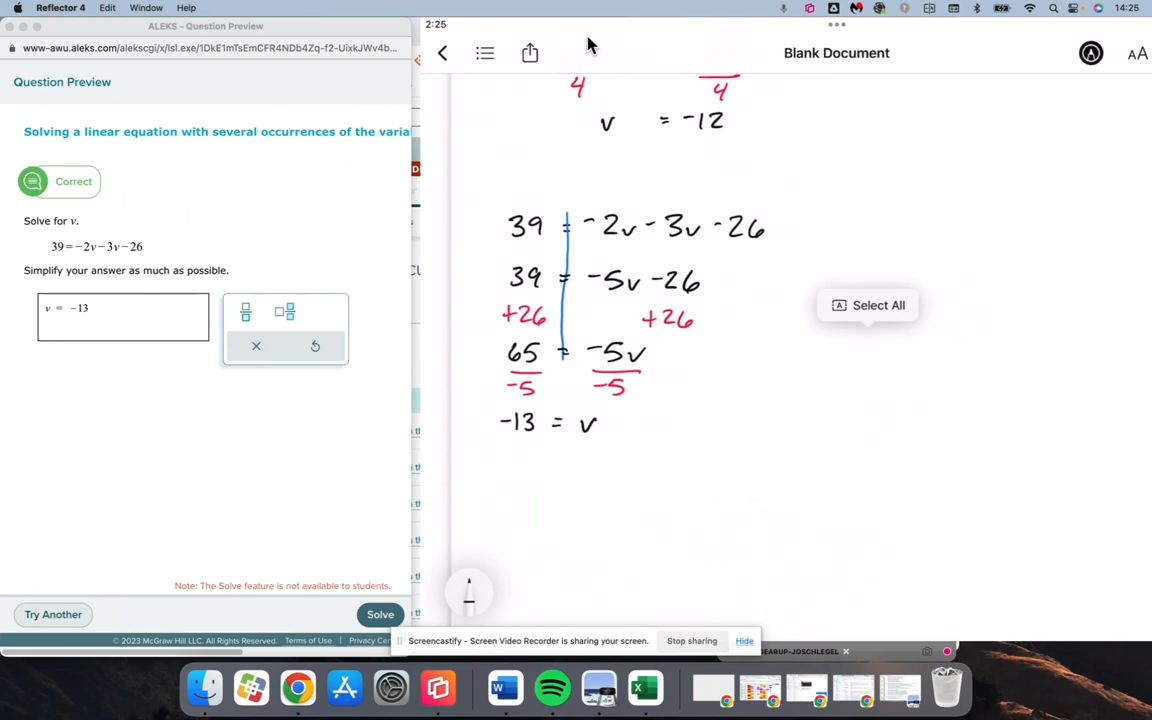 Reflector 4 Edit Window Help 14:25
ALEKS - Question Preview
www-awu.aleks.com/alekscgi/x/lsl.exe/1DkE1mTsEmCFR4NDb4Zq-f2-UixkJWv4b...
Question Preview
Solving a linear equation with several occurrences of the varia
Correct
Solve for v.
39=−2v−3v−26
Simplify your answer as much as possible.
v = −13
Note: The Solve feature is not available to students.
Try Another
Solve
© 2023 McGraw Hill LLC. All Rights Reserved. Terms of Use | Privacy Cen
2:25
Blank Document
AA
4 4
v = -12
39 = -2v - 3v - 26
39 = -5v - 26
+26 +26
65 = -5v
-5 -5
-13 = v
A Select All
Screencastify - Screen Video Recorder is sharing your screen.
Stop sharing
Hide
GEARUP-JOSCHLEGEL